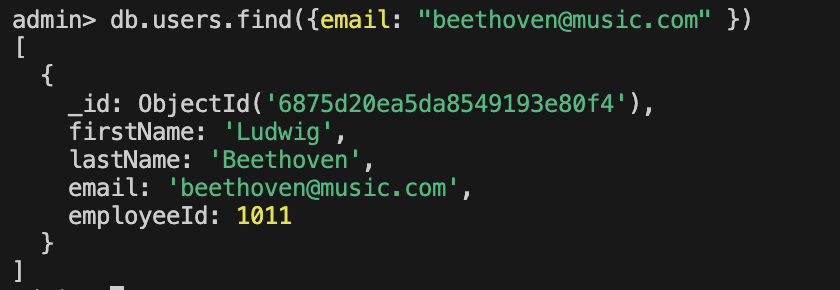 admin> db.users.find({email: "beethoven@music.com" })
[
  {
    _id: ObjectId('6875d20ea5da8549193e80f4'),
    firstName: 'Ludwig',
    lastName: 'Beethoven',
    email: 'beethoven@music.com',
    employeeId: 1011
  }
]